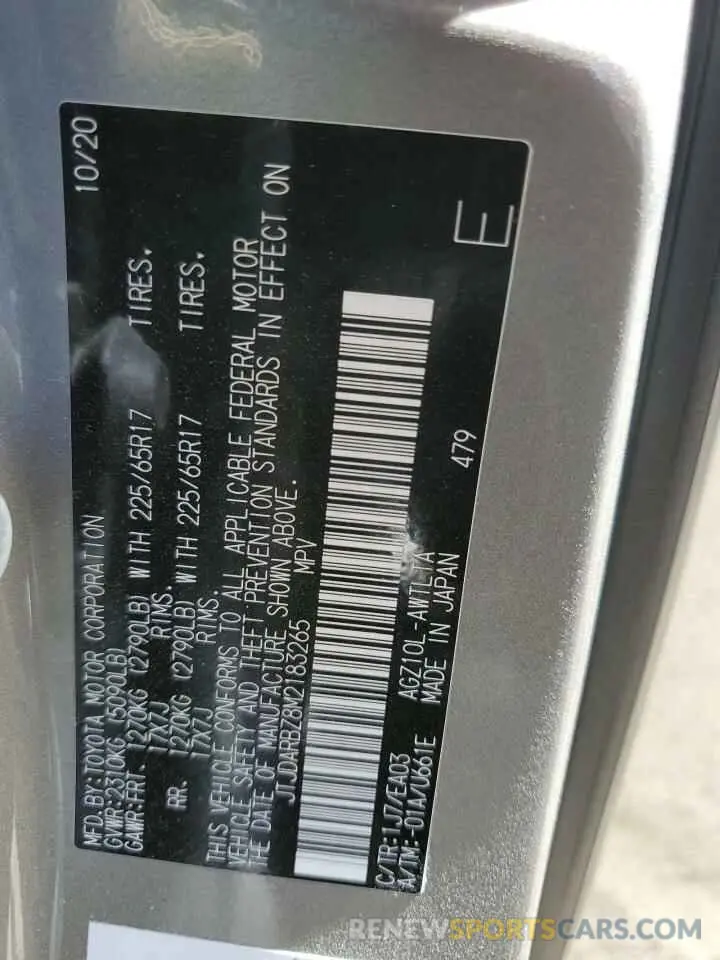 MFD. BY:TOYOTA MOTOR CORPORATION 10/20
GVWR:2310KG (5090LB)
GAWR:FRT 1270KG (2790LB) WITH 225/65R17 TIRES.
17X7J RIMS.
RR. 1270KG (2790LB) WITH 225/65R17 TIRES.
17X7J RIMS.
THIS VEHICLE CONFORMS TO ALL APPLICABLE FEDERAL MOTOR
VEHICLE SAFETY AND THEFT PREVENTION STANDARDS IN EFFECT ON
THE DATE OF MANUFACTURE SHOWN ABOVE.
JTJDARBZ8M2183265 MPV
E
C/TR:1J7/EA03 AGZ10L-AWTLTA 479
A/TM:-01A/U661E MADE IN JAPAN
RENEWSPORTSCARS.COM